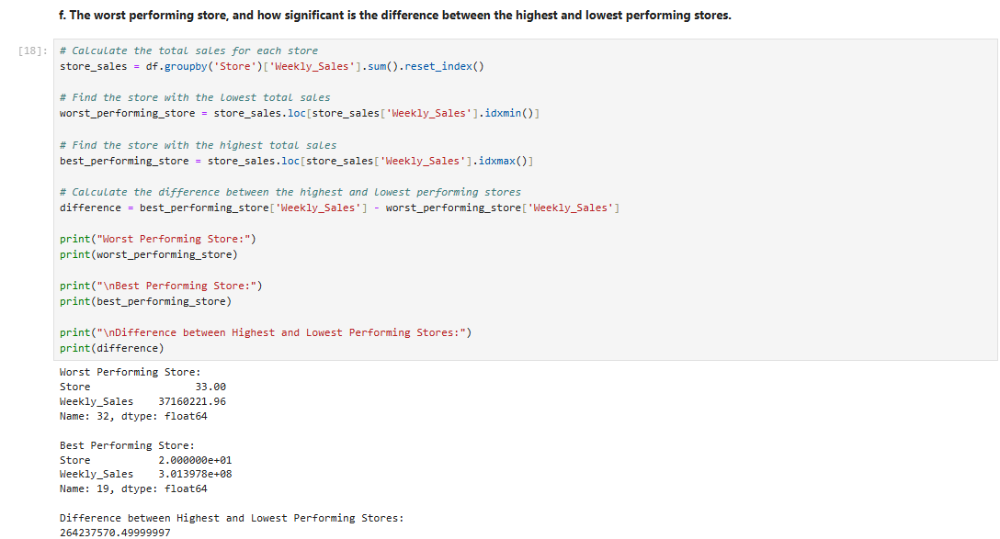 f. The worst performing store, and how significant is the difference between the highest and lowest performing stores.
[18]: # Calculate the total sales for each store
store_sales = df.groupby('Store')['Weekly_Sales'].sum().reset_index()
# Find the store with the lowest total sales
worst_performing_store = store_sales.loc[store_sales['Weekly_Sales'].idxmin()]
# Find the store with the highest total sales
best_performing_store = store_sales.loc[store_sales['Weekly_Sales'].idxmax()]
# Calculate the difference between the highest and lowest performing stores
difference = best_performing_store['Weekly_Sales'] - worst_performing_store['Weekly_Sales']
print("Worst Performing Store:")
print(worst_performing_store)
print("\nBest Performing Store:")
print(best_performing_store)
print("\nDifference between Highest and Lowest Performing Stores:")
print(difference)
Worst Performing Store:
Store 33.00
Weekly_Sales 37160221.96
Name: 32, dtype: float64
Best Performing Store:
Store 2.000000e+01
Weekly_Sales 3.013978e+08
Name: 19, dtype: float64
Difference between Highest and Lowest Performing Stores:
264237570.49999997